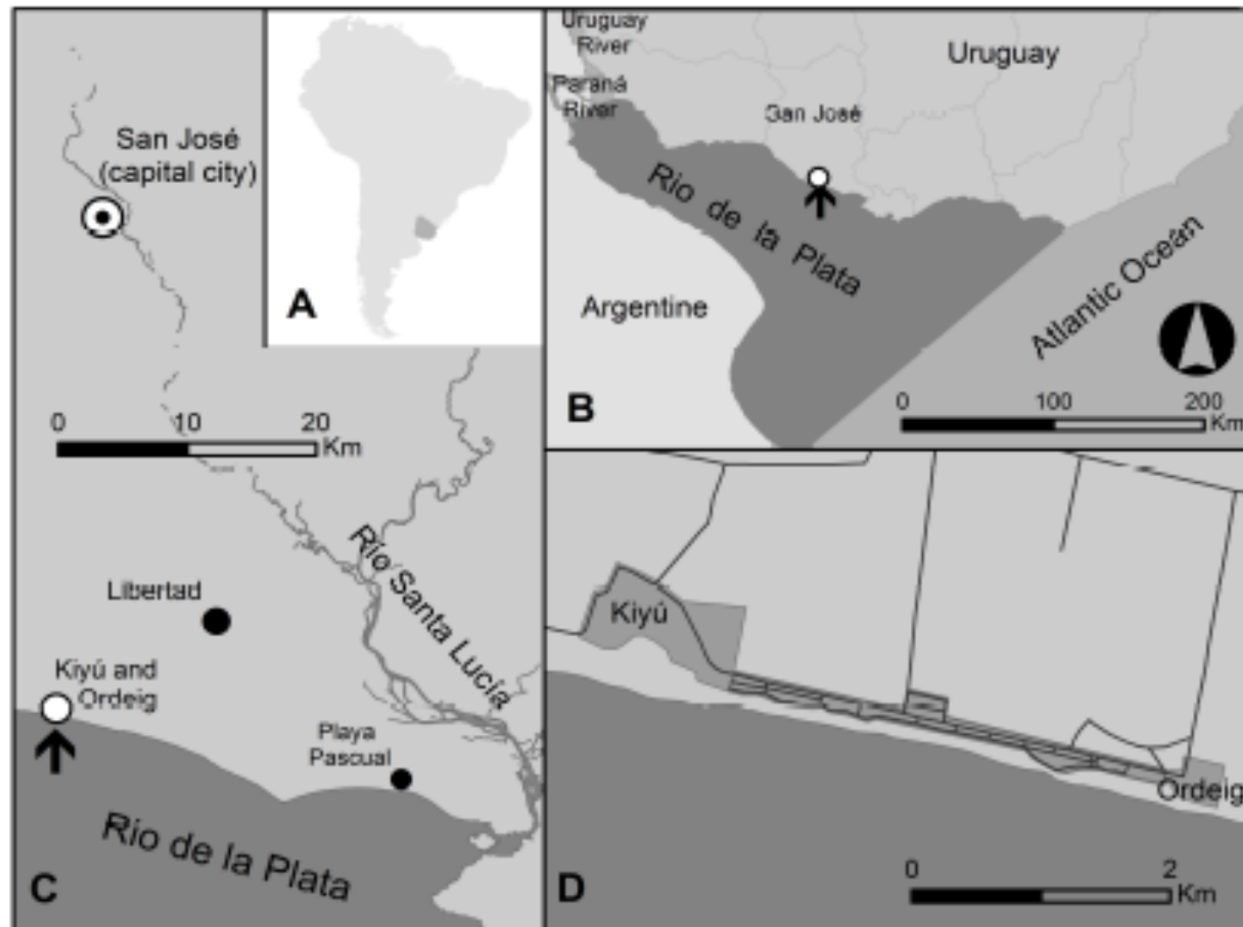 San José
(capital city)
0 10 20
Km
Libertad
Kiyú and
Ordeig
Playa
Pascual
Río Santa Lucía
Río de la Plata
C
A
Uruguay
River
Paraná
River
Uruguay
San José
Río de la Plata
Argentine
Atlantic Ocean
B
0 100 200
Km
Kiyú
Ordeig
0 2
Km
D